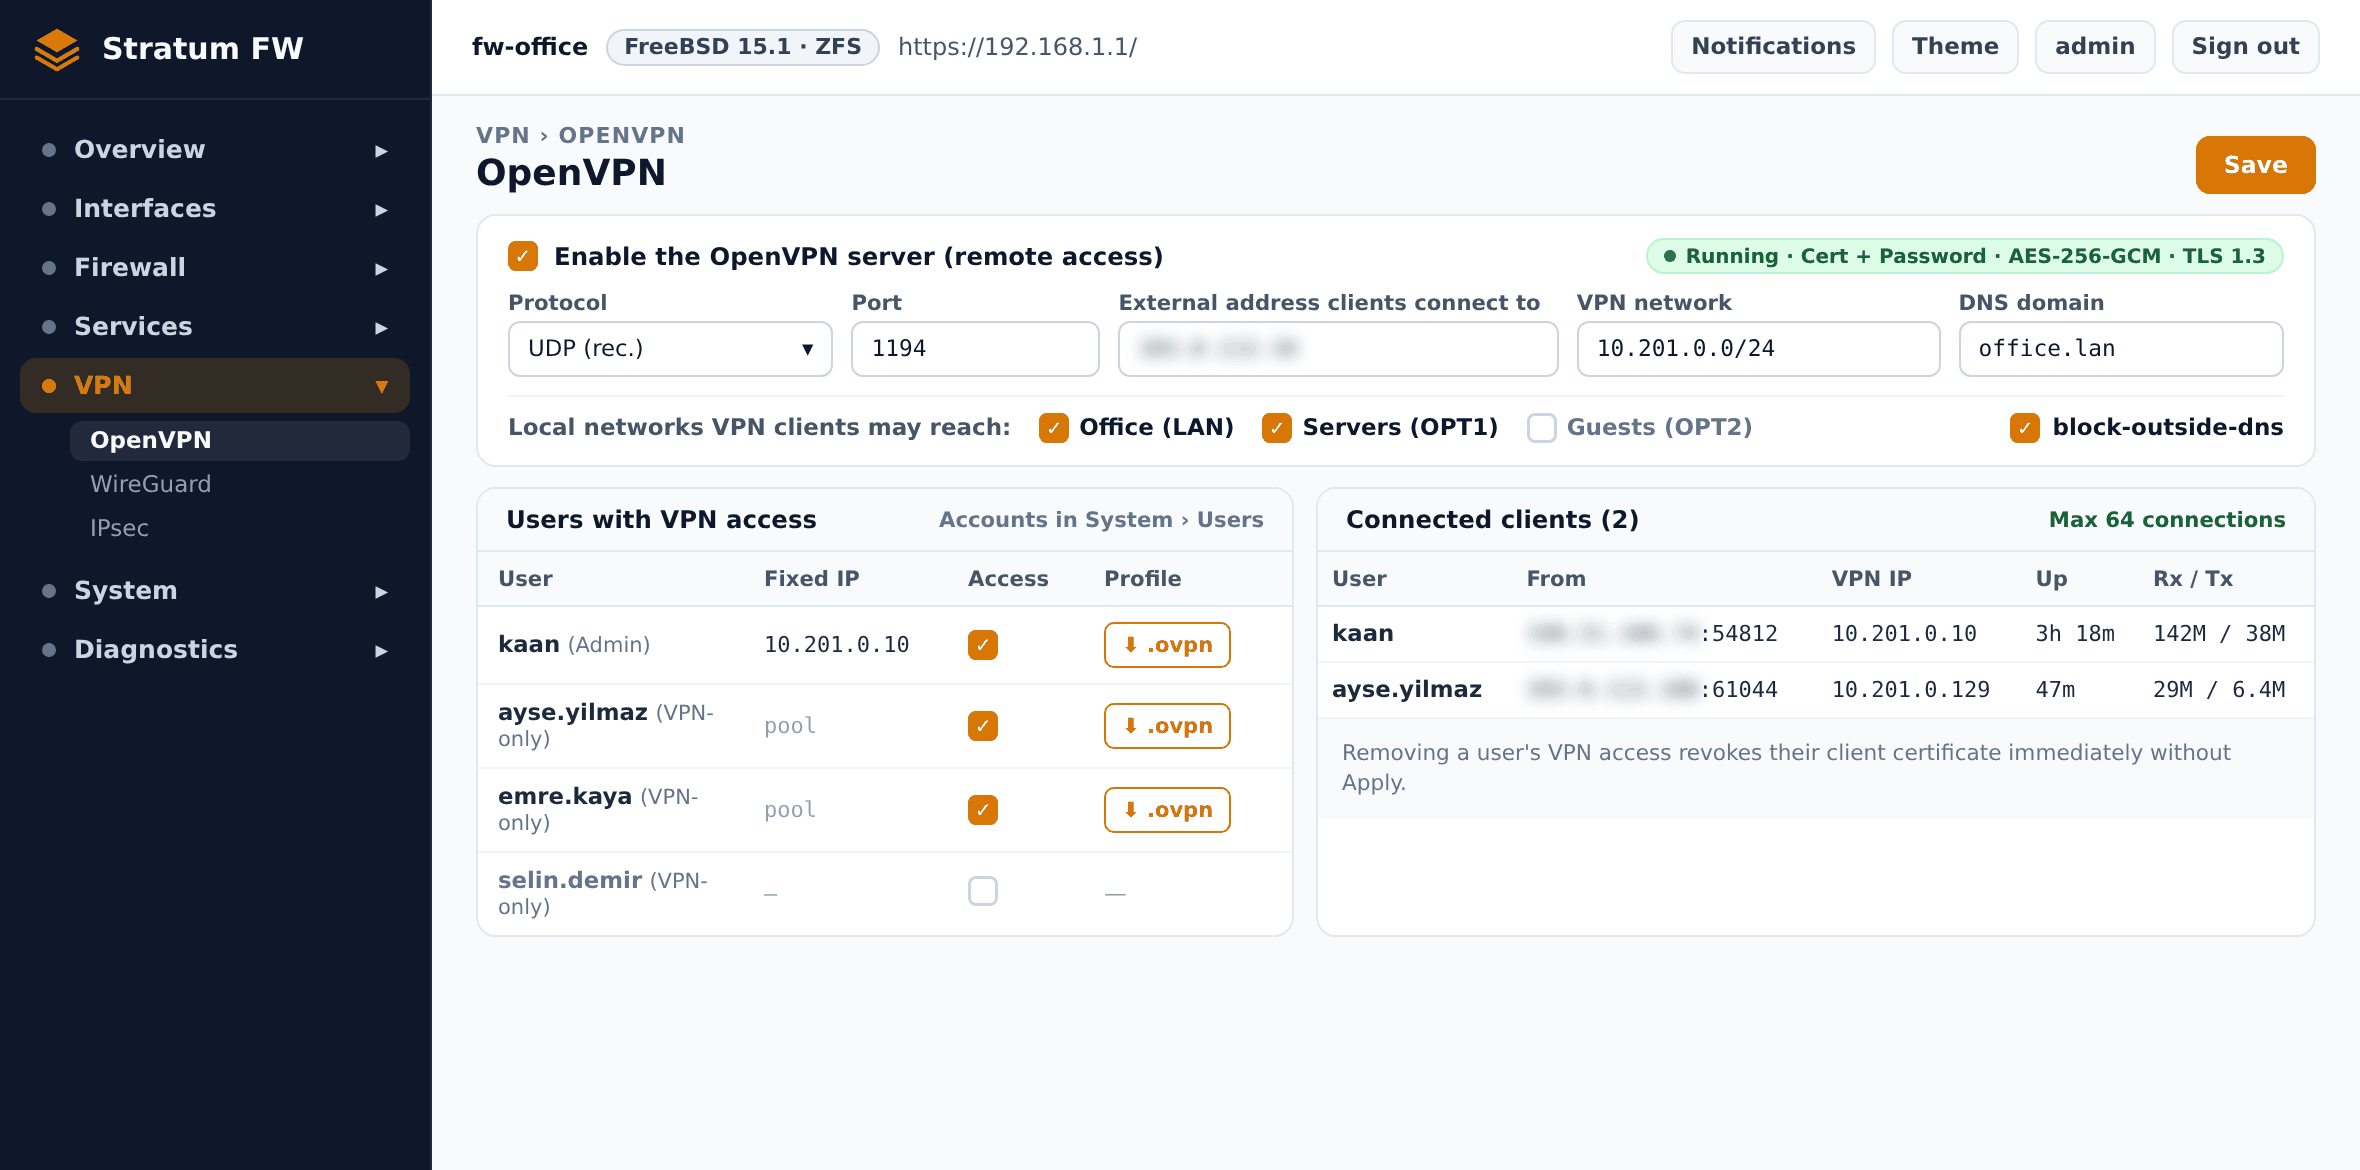 Stratum FW
fw-office
FreeBSD 15.1 · ZFS
https://192.168.1.1/
Notifications
Theme
admin
Sign out
Overview ▶
Interfaces ▶
Firewall ▶
Services ▶
VPN ▼
OpenVPN
WireGuard
IPsec
System ▶
Diagnostics ▶
VPN › OPENVPN
OpenVPN
Save
✓ Enable the OpenVPN server (remote access)
Running · Cert + Password · AES-256-GCM · TLS 1.3
Protocol
UDP (rec.) ▼
Port
1194
External address clients connect to
VPN network
10.201.0.0/24
DNS domain
office.lan
Local networks VPN clients may reach: ✓ Office (LAN) ✓ Servers (OPT1) Guests (OPT2) ✓ block-outside-dns
Users with VPN access
Accounts in System › Users
User Fixed IP Access Profile
kaan (Admin) 10.201.0.10 ✓ ⬇ .ovpn
ayse.yilmaz (VPN-
only) pool ✓ ⬇ .ovpn
emre.kaya (VPN-
only) pool ✓ ⬇ .ovpn
selin.demir (VPN-
only) — —
Connected clients (2)
Max 64 connections
User From VPN IP Up Rx / Tx
kaan :54812 10.201.0.10 3h 18m 142M / 38M
ayse.yilmaz :61044 10.201.0.129 47m 29M / 6.4M
Removing a user's VPN access revokes their client certificate immediately without
Apply.